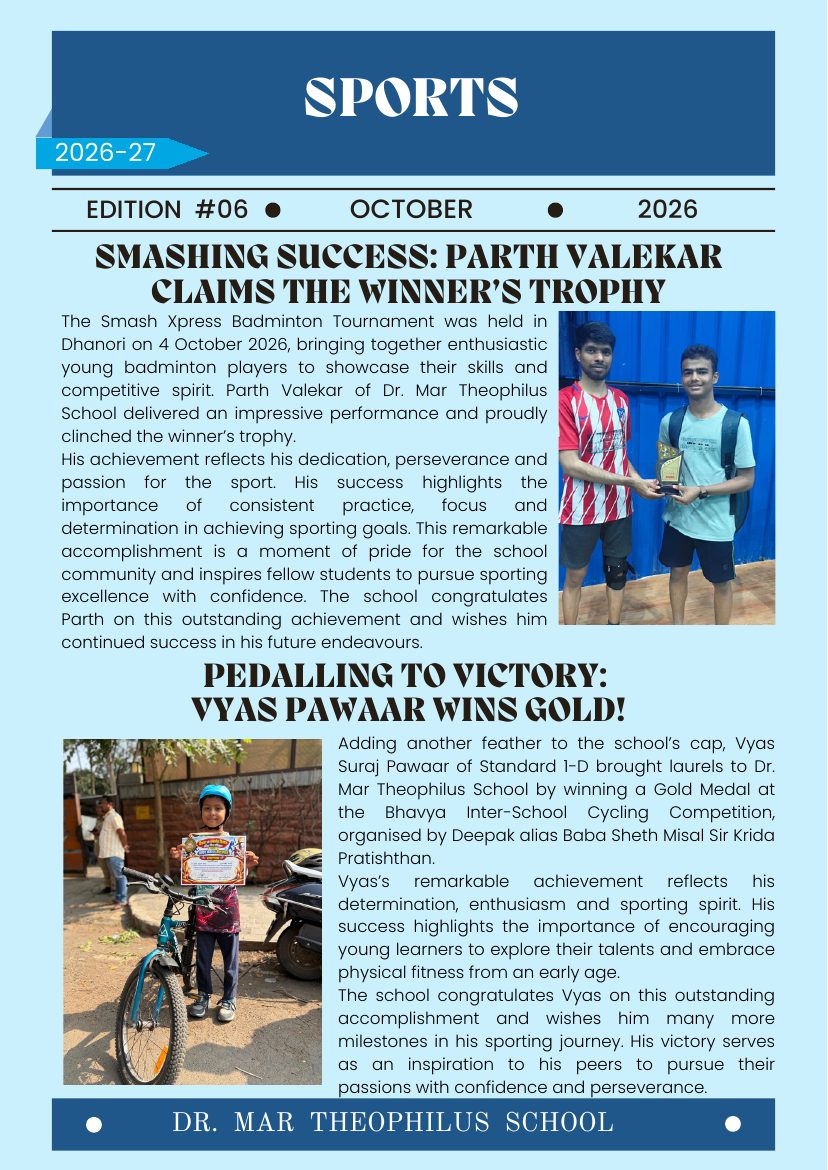 SPORTS
2026-27
EDITION #06 ● OCTOBER ● 2026
SMASHING SUCCESS: PARTH VALEKAR
CLAIMS THE WINNER'S TROPHY
The Smash Xpress Badminton Tournament was held in
Dhanori on 4 October 2026, bringing together enthusiastic
young badminton players to showcase their skills and
competitive spirit. Parth Valekar of Dr. Mar Theophilus
School delivered an impressive performance and proudly
clinched the winner's trophy.
His achievement reflects his dedication, perseverance and
passion for the sport. His success highlights the
importance of consistent practice, focus and
determination in achieving sporting goals. This remarkable
accomplishment is a moment of pride for the school
community and inspires fellow students to pursue sporting
excellence with confidence. The school congratulates
Parth on this outstanding achievement and wishes him
continued success in his future endeavours.
PEDALLING TO VICTORY:
VYAS PAWAAR WINS GOLD!
Adding another feather to the school's cap, Vyas
Suraj Pawaar of Standard 1-D brought laurels to Dr.
Mar Theophilus School by winning a Gold Medal at
the Bhavya Inter-School Cycling Competition,
organised by Deepak alias Baba Sheth Misal Sir Krida
Pratishthan.
Vyas's remarkable achievement reflects his
determination, enthusiasm and sporting spirit. His
success highlights the importance of encouraging
young learners to explore their talents and embrace
physical fitness from an early age.
The school congratulates Vyas on this outstanding
accomplishment and wishes him many more
milestones in his sporting journey. His victory serves
as an inspiration to his peers to pursue their
passions with confidence and perseverance.
● DR. MAR THEOPHILUS SCHOOL ●